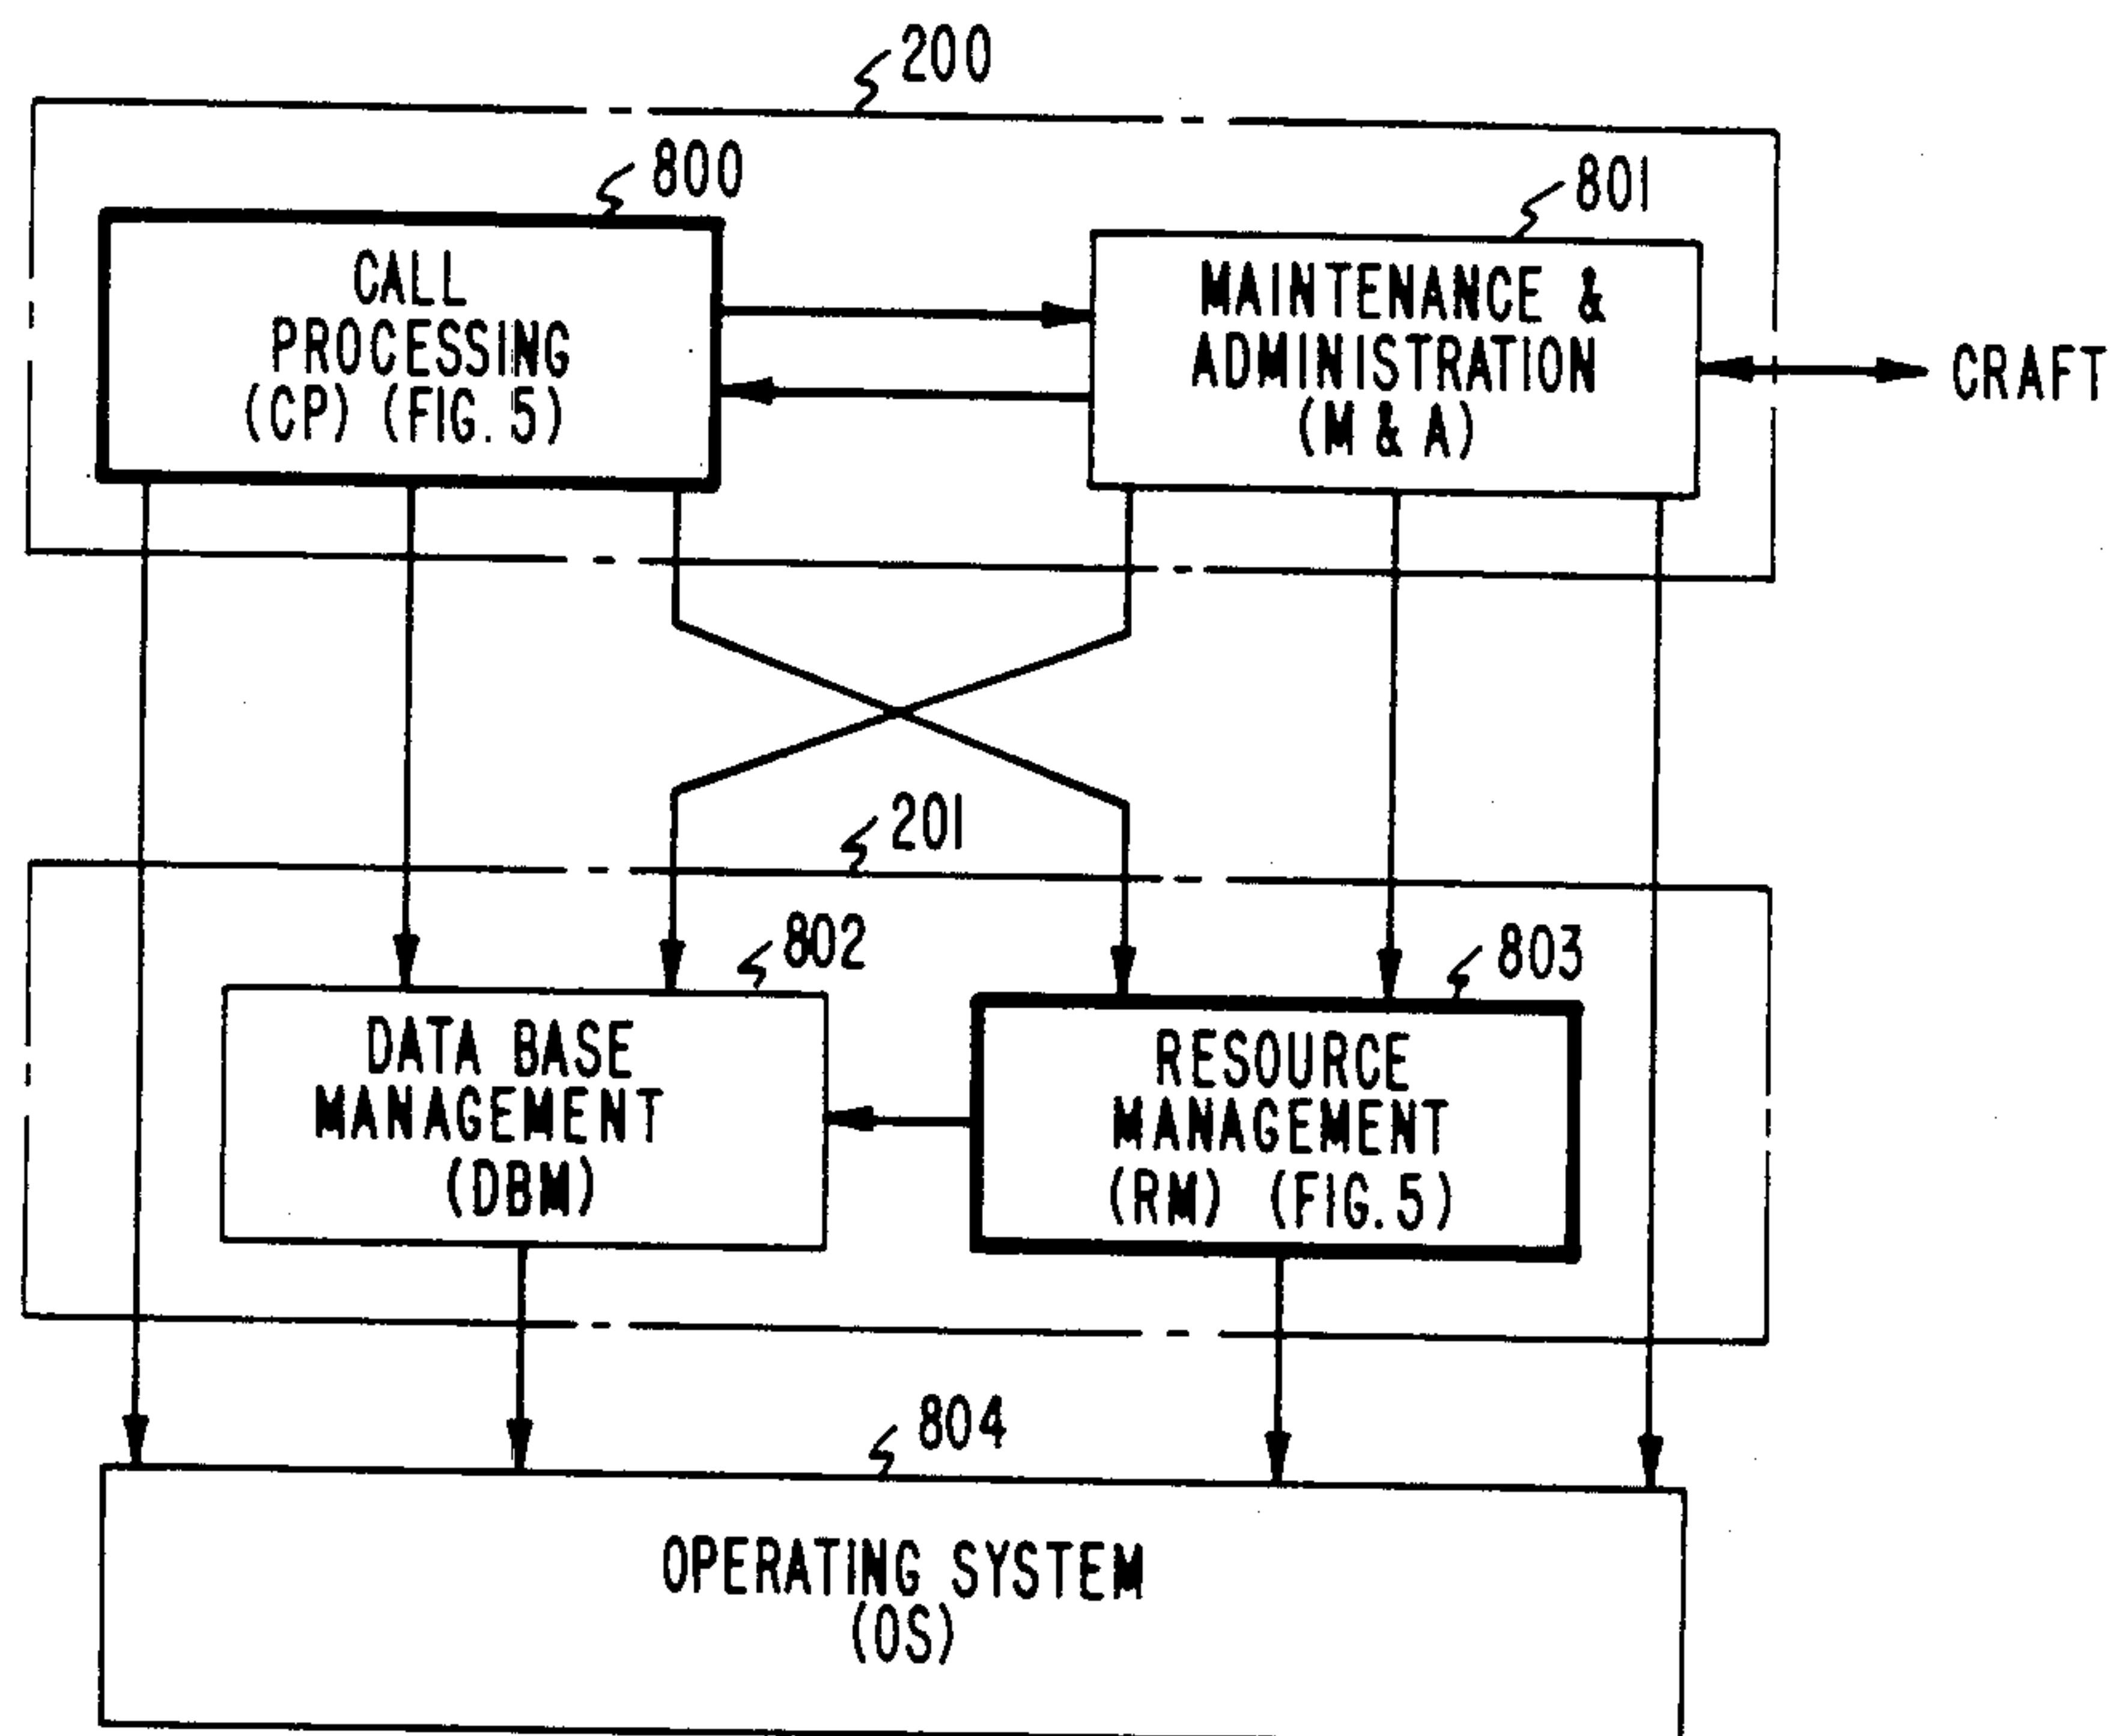 200
800
801
CALL
PROCESSING
(CP) (FIG. 5)
MAINTENANCE &
ADMINISTRATION
(M & A)
CRAFT
201
802
803
DATA BASE
MANAGEMENT
(DBM)
RESOURCE
MANAGEMENT
(RM) (FIG. 5)
804
OPERATING SYSTEM
(OS)